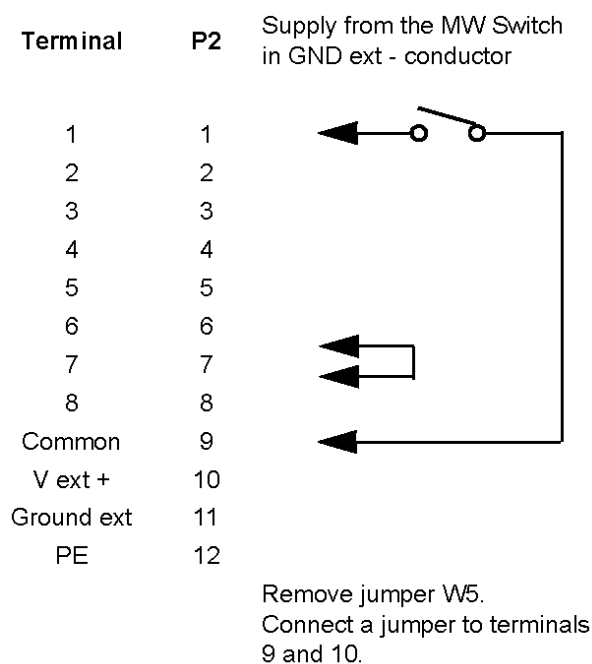 Terminal P2 Supply from the MW Switch
in GND ext - conductor
1 1
2 2
3 3
4 4
5 5
6 6
7 7
8 8
Common 9
V ext + 10
Ground ext 11
PE 12
Remove jumper W5.
Connect a jumper to terminals
9 and 10.